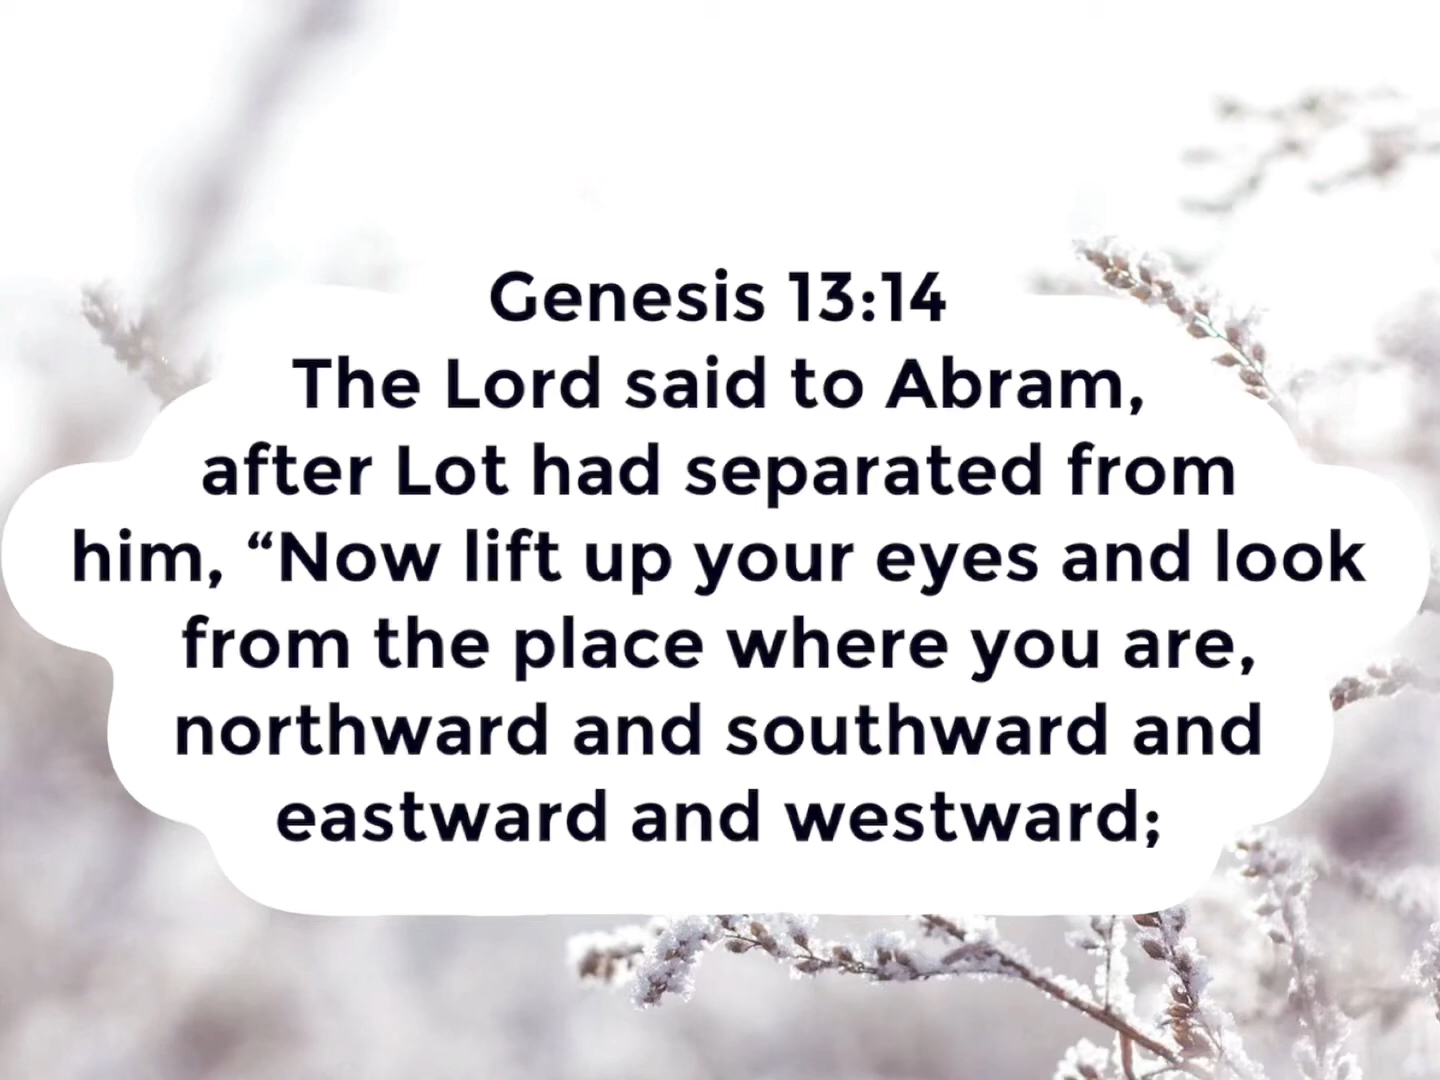 Genesis 13:14
The Lord said to Abram,
after Lot had separated from
him, “Now lift up your eyes and look
from the place where you are,
northward and southward and
eastward and westward;